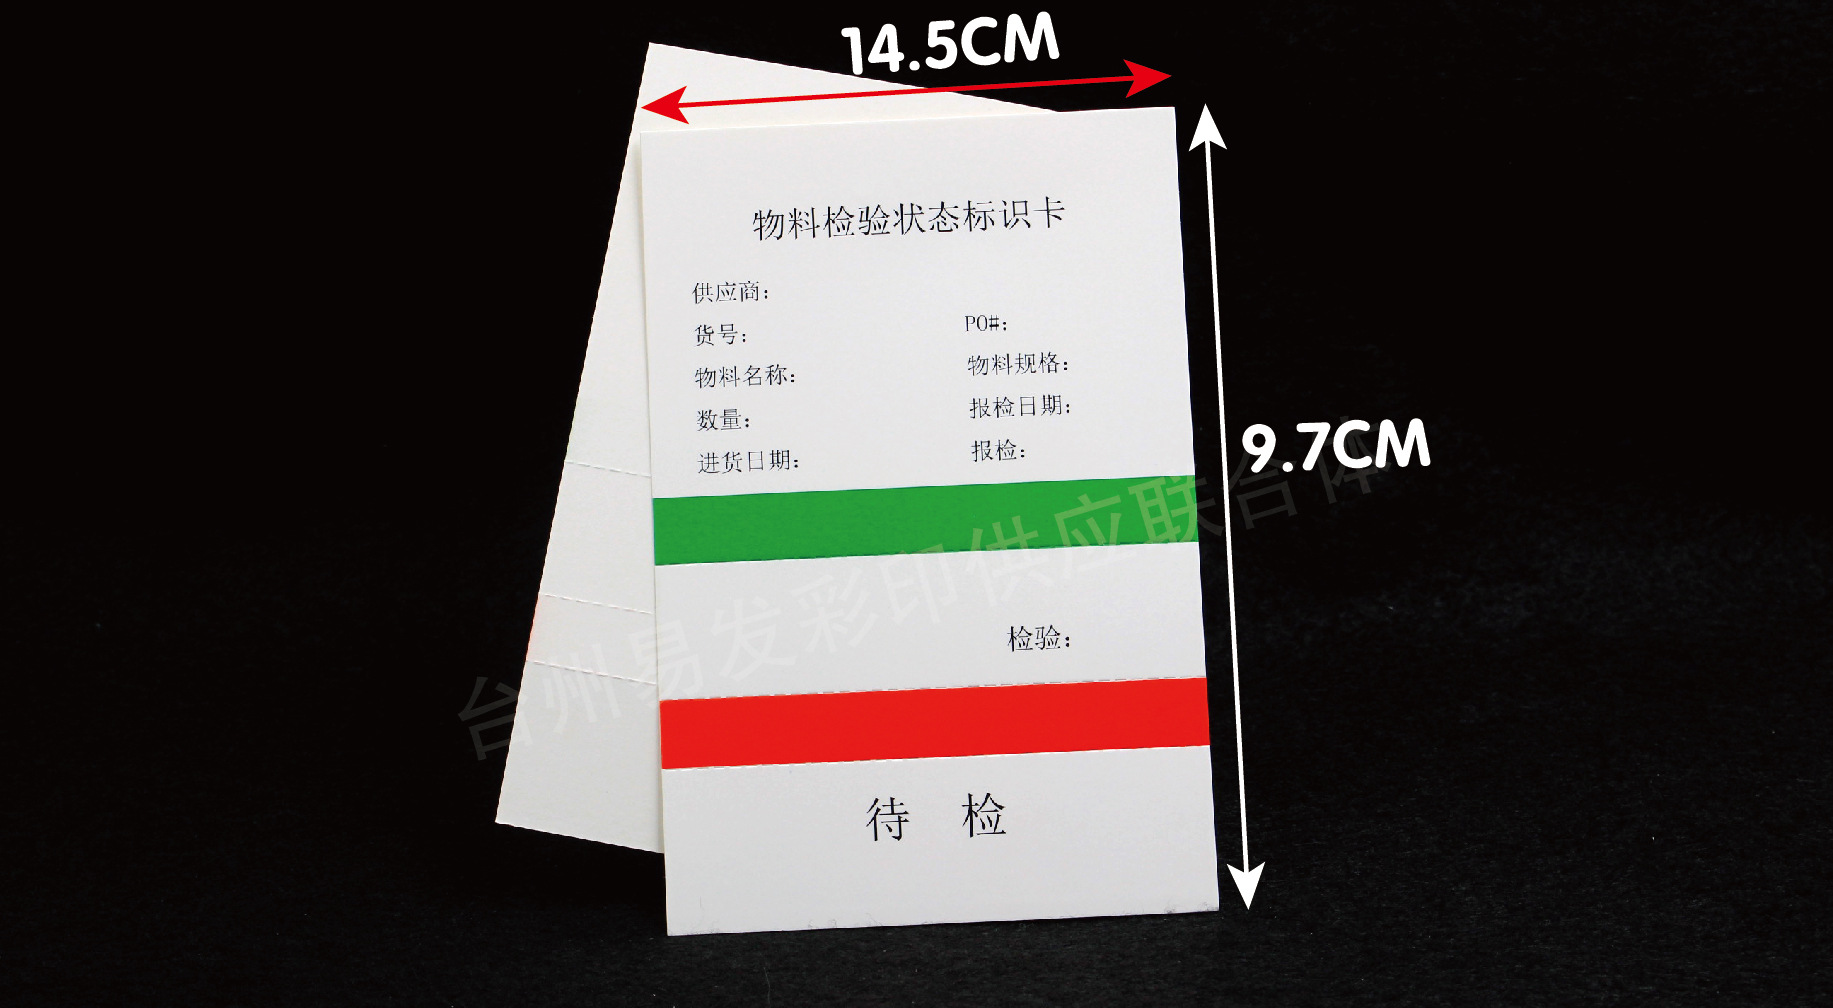 14.5CM
物料检验状态标识卡
供应商:
货号:
PO#:
物料名称:
物料规格:
数量:
报检日期:
进货日期:
报检:
9.7CM
台州易发彩印供应联合体
检验:
待 检